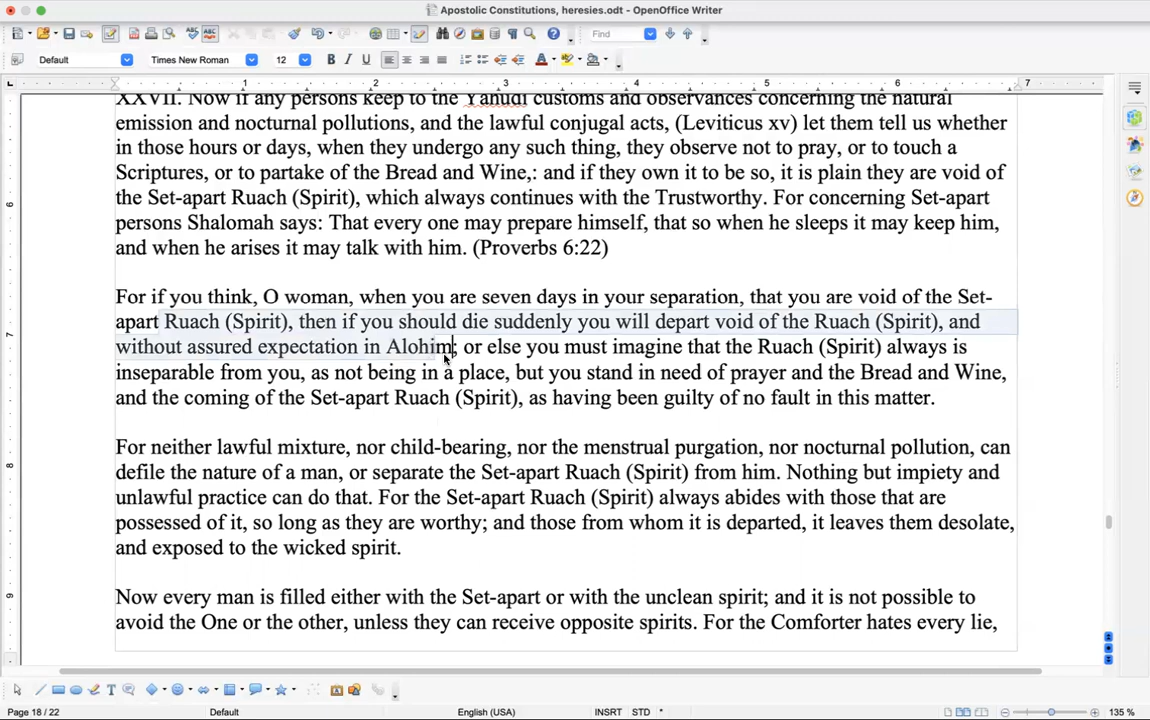 Apostolic Constitutions, heresies.odt - OpenOffice Writer
Find
Default
Times New Roman
12
B I U
1 2 3 4 5 6 7
XXVII. Now if any persons keep to the Yahudi customs and observances concerning the natural
emission and nocturnal pollutions, and the lawful conjugal acts, (Leviticus xv) let them tell us whether
in those hours or days, when they undergo any such thing, they observe not to pray, or to touch a
Scriptures, or to partake of the Bread and Wine,: and if they own it to be so, it is plain they are void of
the Set-apart Ruach (Spirit), which always continues with the Trustworthy. For concerning Set-apart
persons Shalomah says: That every one may prepare himself, that so when he sleeps it may keep him,
and when he arises it may talk with him. (Proverbs 6:22)
For if you think, O woman, when you are seven days in your separation, that you are void of the Set-
apart Ruach (Spirit), then if you should die suddenly you will depart void of the Ruach (Spirit), and
without assured expectation in Alohim; or else you must imagine that the Ruach (Spirit) always is
inseparable from you, as not being in a place, but you stand in need of prayer and the Bread and Wine,
and the coming of the Set-apart Ruach (Spirit), as having been guilty of no fault in this matter.
For neither lawful mixture, nor child-bearing, nor the menstrual purgation, nor nocturnal pollution, can
defile the nature of a man, or separate the Set-apart Ruach (Spirit) from him. Nothing but impiety and
unlawful practice can do that. For the Set-apart Ruach (Spirit) always abides with those that are
possessed of it, so long as they are worthy; and those from whom it is departed, it leaves them desolate,
and exposed to the wicked spirit.
Now every man is filled either with the Set-apart or with the unclean spirit; and it is not possible to
avoid the One or the other, unless they can receive opposite spirits. For the Comforter hates every lie,
6
7
8
9
Page 18 / 22
Default
English (USA)
INSRT STD *
135 %